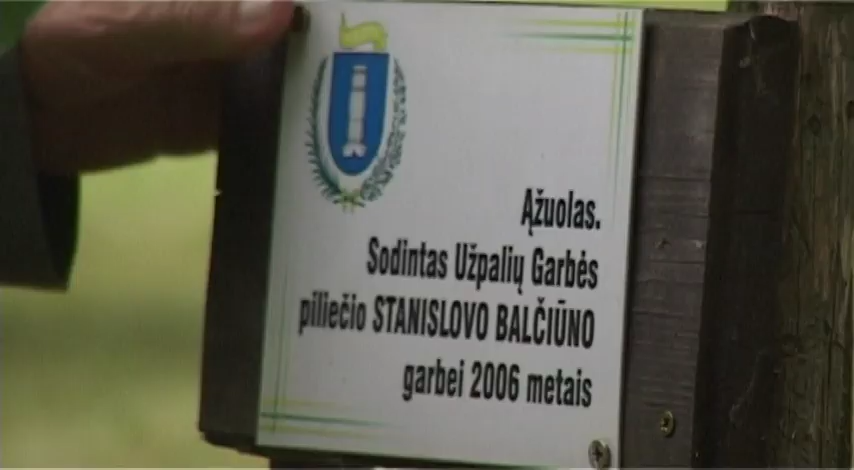 Ąžuolas.
Sodintas Užpalių Garbės
piliečio STANISLOVO BALČIŪNO
garbei 2006 metais